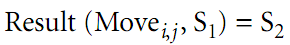 Result (Move_{i,j}, S_1) = S_2